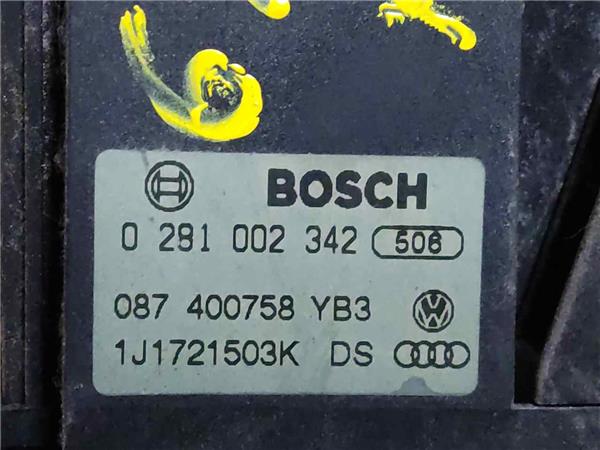 BOSCH
0 281 002 342 506
087 400758 YB3
1J1721503K DS